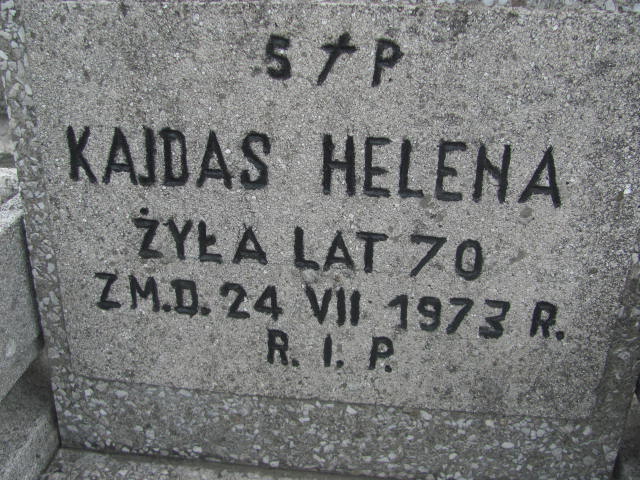 S✝P
KAJDAS HELENA
ŻYŁA LAT 70
ZM.D. 24 VII 1973 R.
R. I. P.